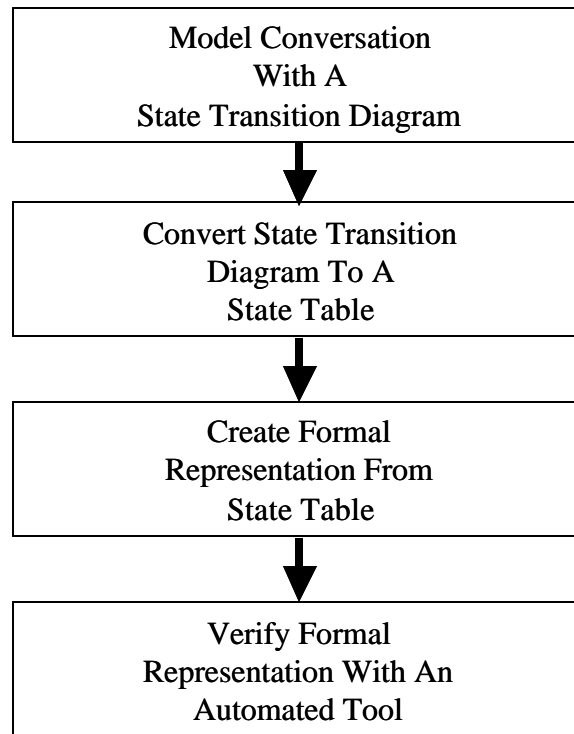 Model Conversation
With A
State Transition Diagram
Convert State Transition
Diagram To A
State Table
Create Formal
Representation From
State Table
Verify Formal
Representation With An
Automated Tool